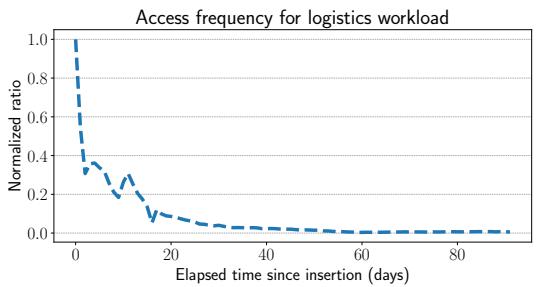 Access frequency for logistics workload
Normalized ratio
1.0
0.8
0.6
0.4
0.2
0.0
0 20 40 60 80
Elapsed time since insertion (days)